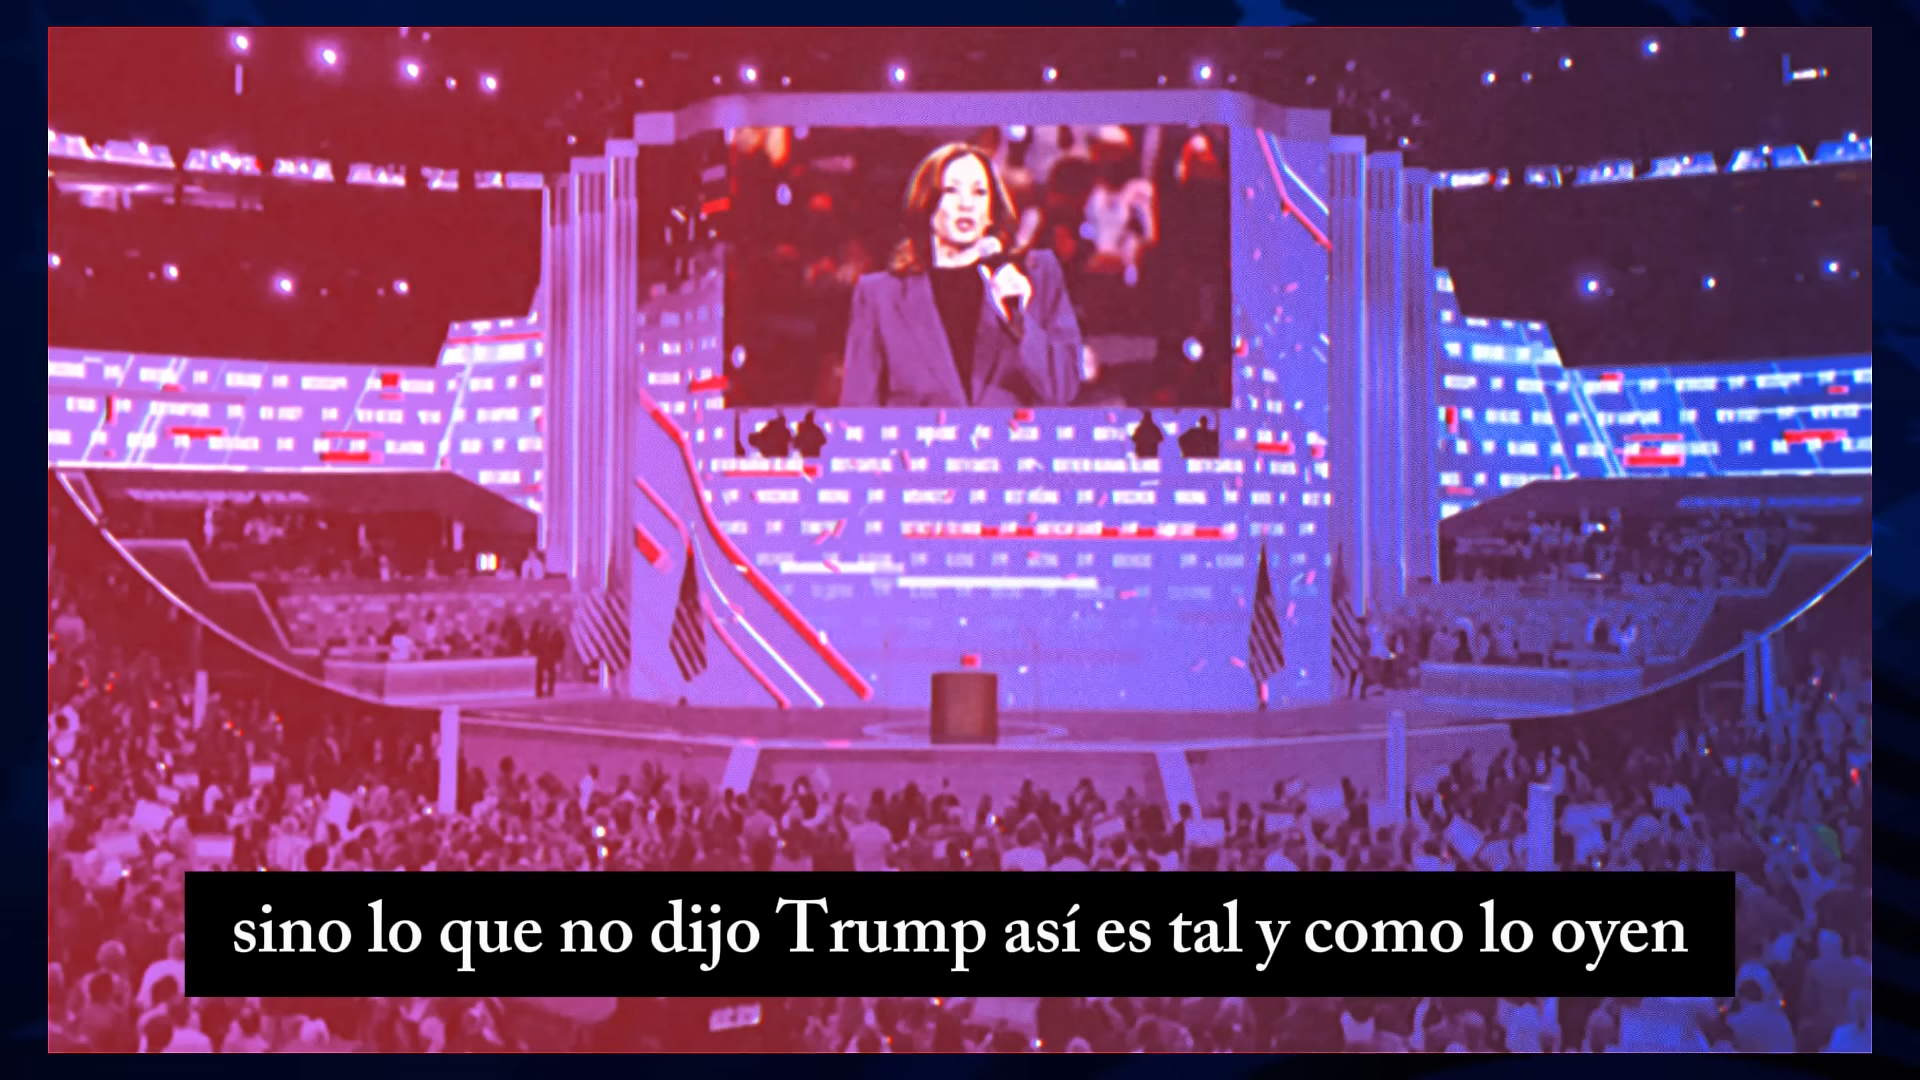 sino lo que no dijo Trump así es tal y como lo oyen